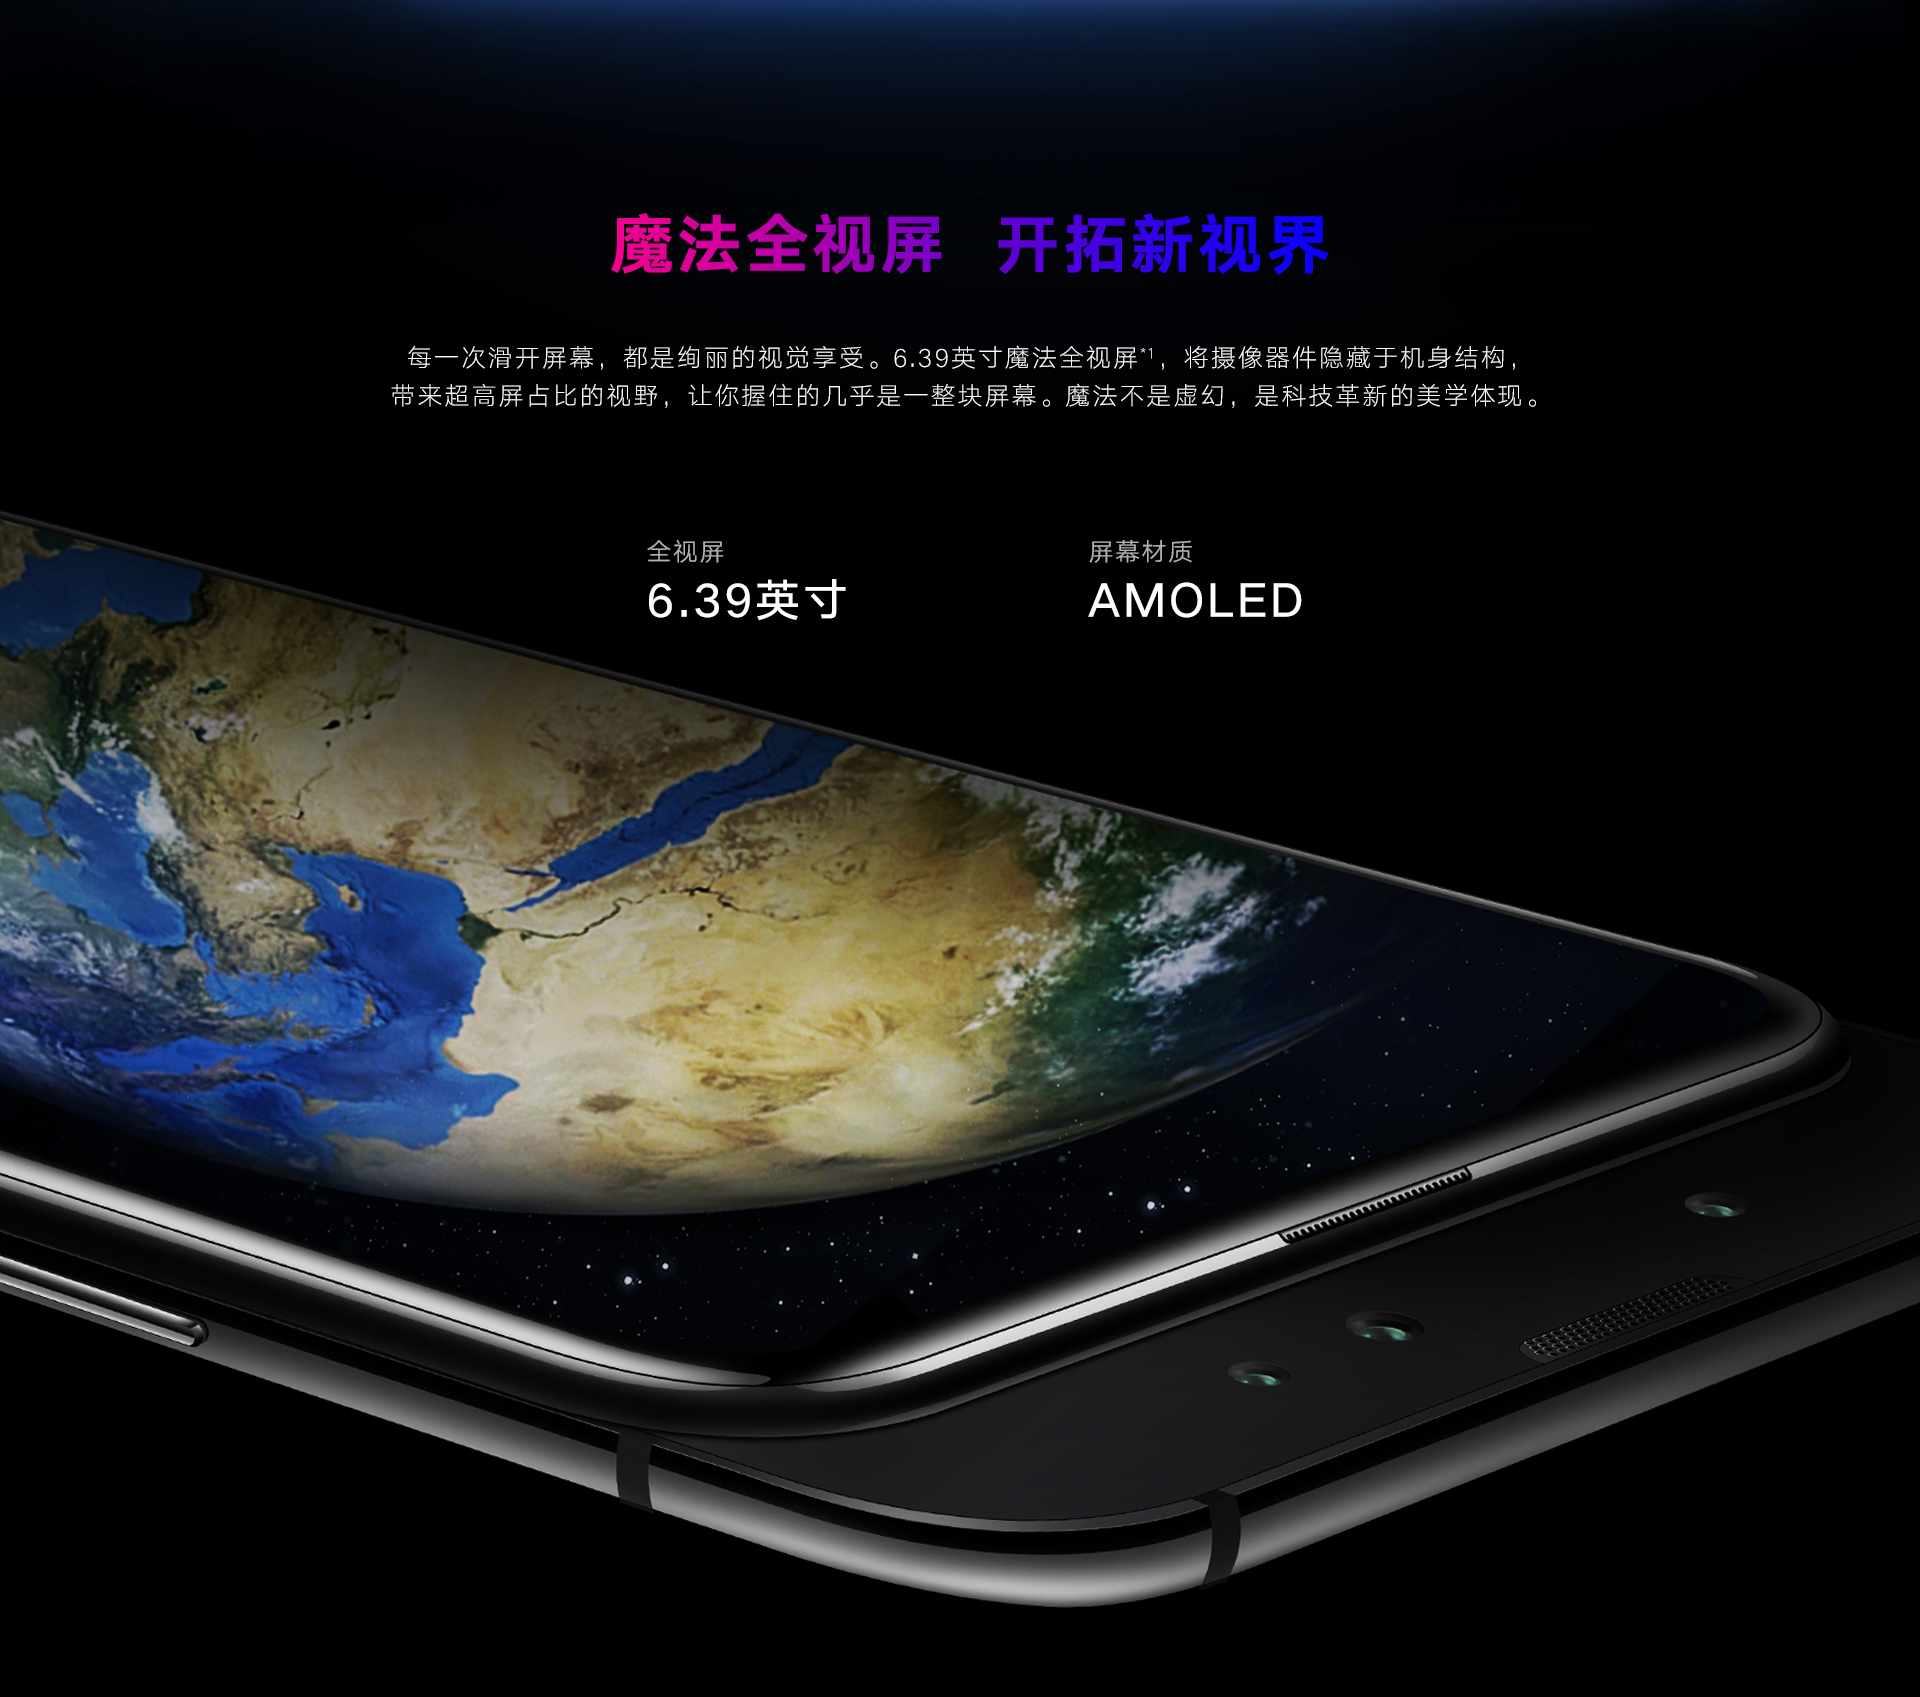 魔法全视屏 开拓新视界
每一次滑开屏幕，都是绚丽的视觉享受。6.39英寸魔法全视屏*1，将摄像器件隐藏于机身结构，
带来超高屏占比的视野，让你握住的几乎是一整块屏幕。魔法不是虚幻，是科技革新的美学体现。
全视屏 屏幕材质
6.39英寸 AMOLED